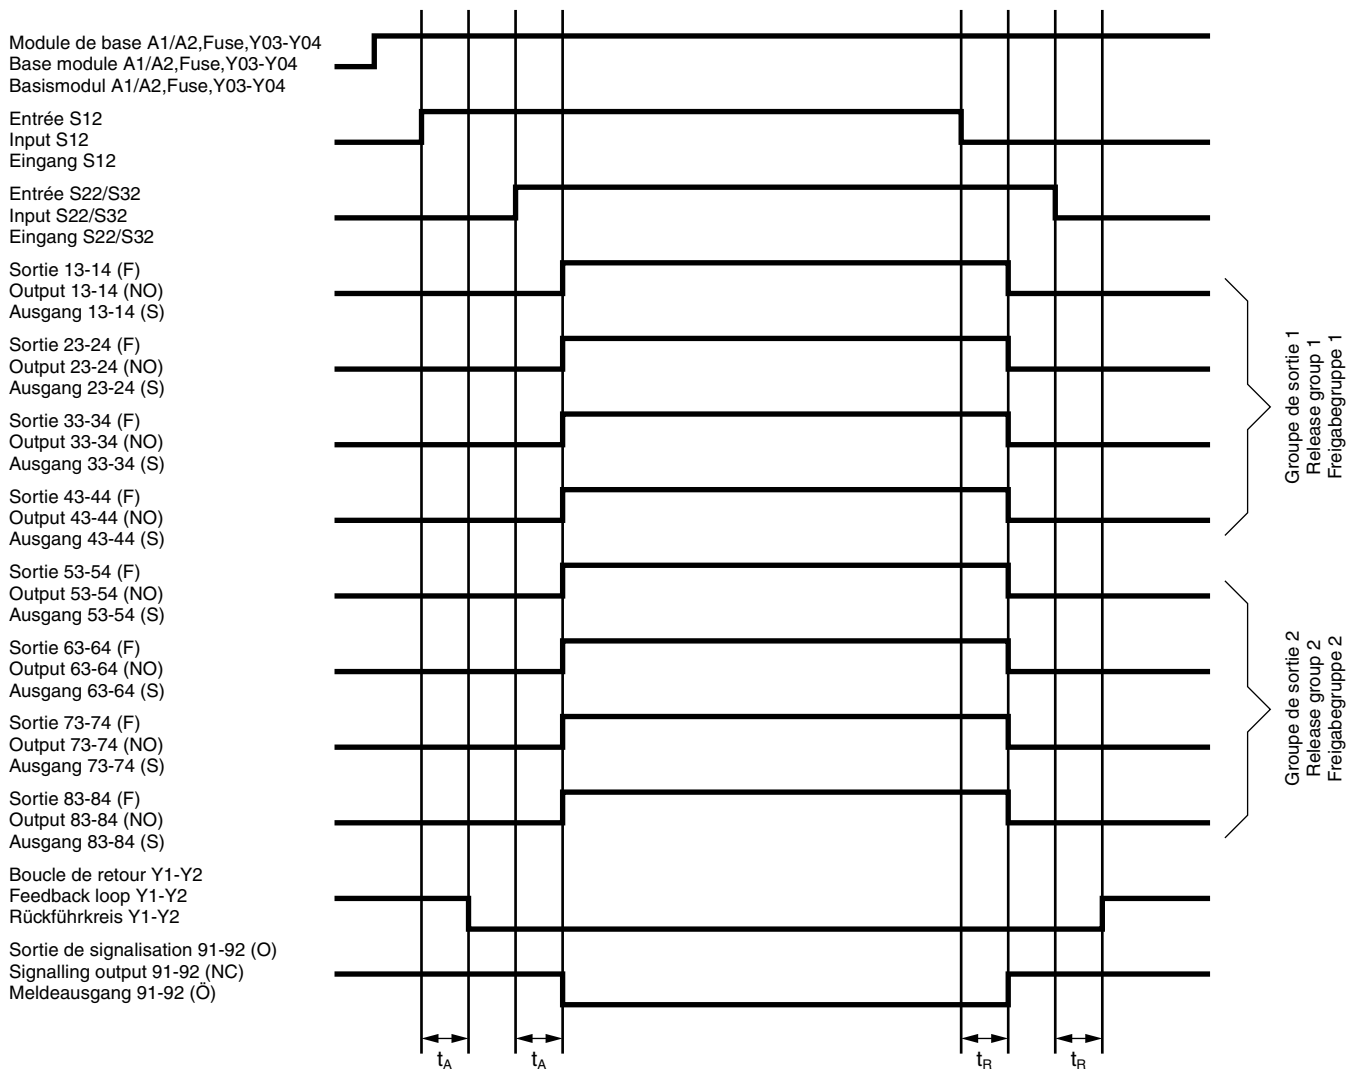 Module de base A1/A2,Fuse,Y03-Y04
Base module A1/A2,Fuse,Y03-Y04
Basismodul A1/A2,Fuse,Y03-Y04
Entrée S12
Input S12
Eingang S12
Entrée S22/S32
Input S22/S32
Eingang S22/S32
Sortie 13-14 (F)
Output 13-14 (NO)
Ausgang 13-14 (S)
Sortie 23-24 (F)
Output 23-24 (NO)
Ausgang 23-24 (S)
Sortie 33-34 (F)
Output 33-34 (NO)
Ausgang 33-34 (S)
Sortie 43-44 (F)
Output 43-44 (NO)
Ausgang 43-44 (S)
Groupe de sortie 1
Release group 1
Freigabegruppe 1
Sortie 53-54 (F)
Output 53-54 (NO)
Ausgang 53-54 (S)
Sortie 63-64 (F)
Output 63-64 (NO)
Ausgang 63-64 (S)
Sortie 73-74 (F)
Output 73-74 (NO)
Ausgang 73-74 (S)
Sortie 83-84 (F)
Output 83-84 (NO)
Ausgang 83-84 (S)
Groupe de sortie 2
Release group 2
Freigabegruppe 2
Boucle de retour Y1-Y2
Feedback loop Y1-Y2
Rückführkreis Y1-Y2
Sortie de signalisation 91-92 (O)
Signalling output 91-92 (NC)
Meldeausgang 91-92 (Ö)
tA tA tR tR